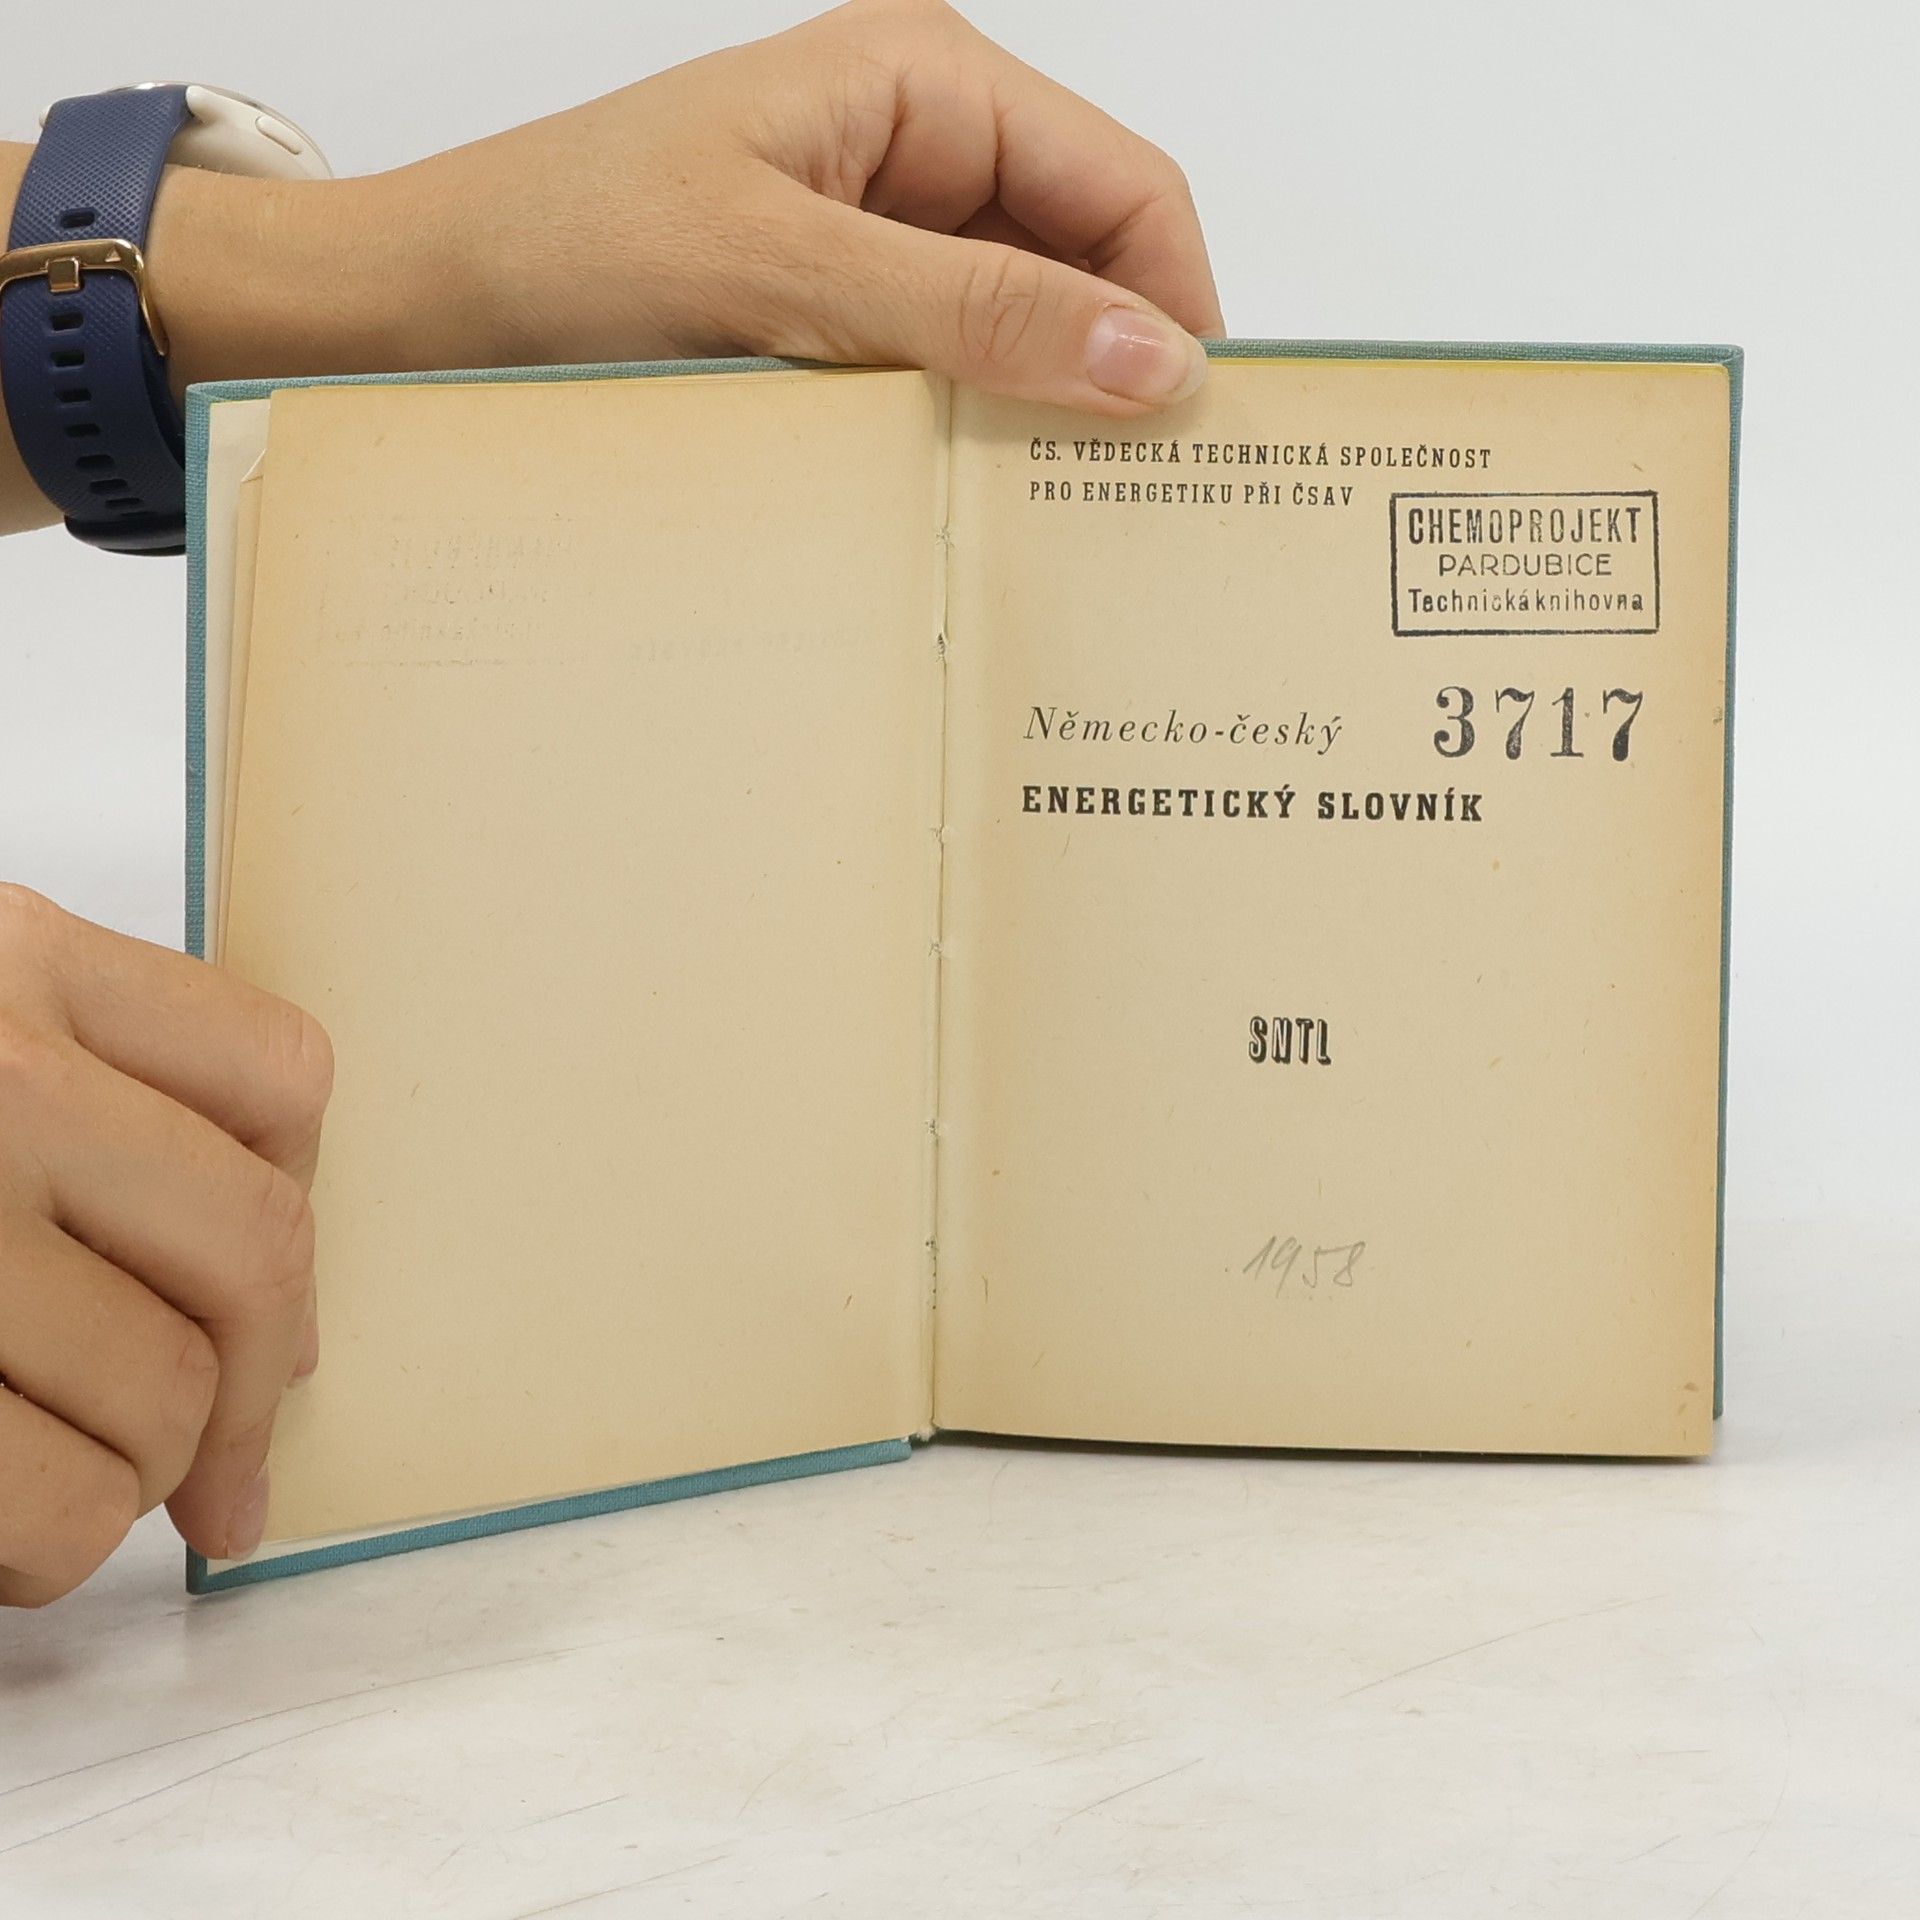 ČS. VĚDECKÁ TECHNICKÁ SPOLEČNOST
PRO ENERGETIKU PŘI ČSAV
CHEMOPROJEKT
PARDUBICE
Technická knihovna
Německo-český
3717
ENERGETICKÝ SLOVNÍK
SNTL
1958